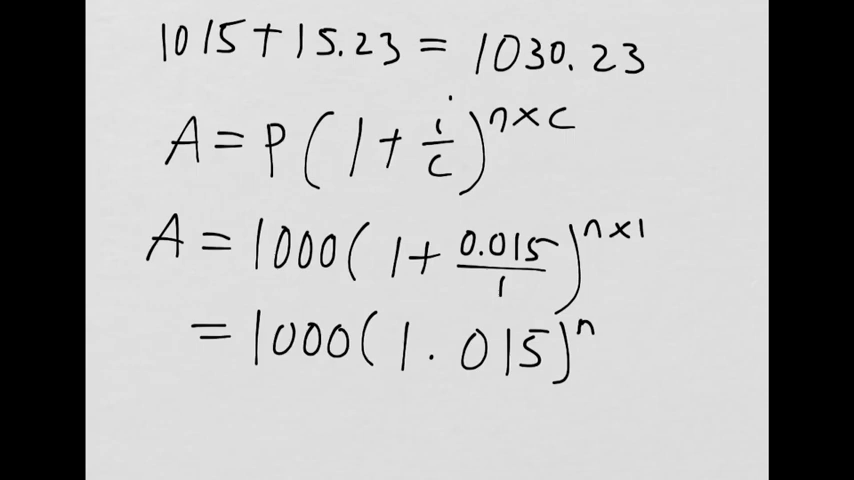 1015 + 15.23 = 1030.23
A = P(1 + i/c)^n×c
A = 1000(1 + 0.015/1)^n×1
= 1000(1.015)^n